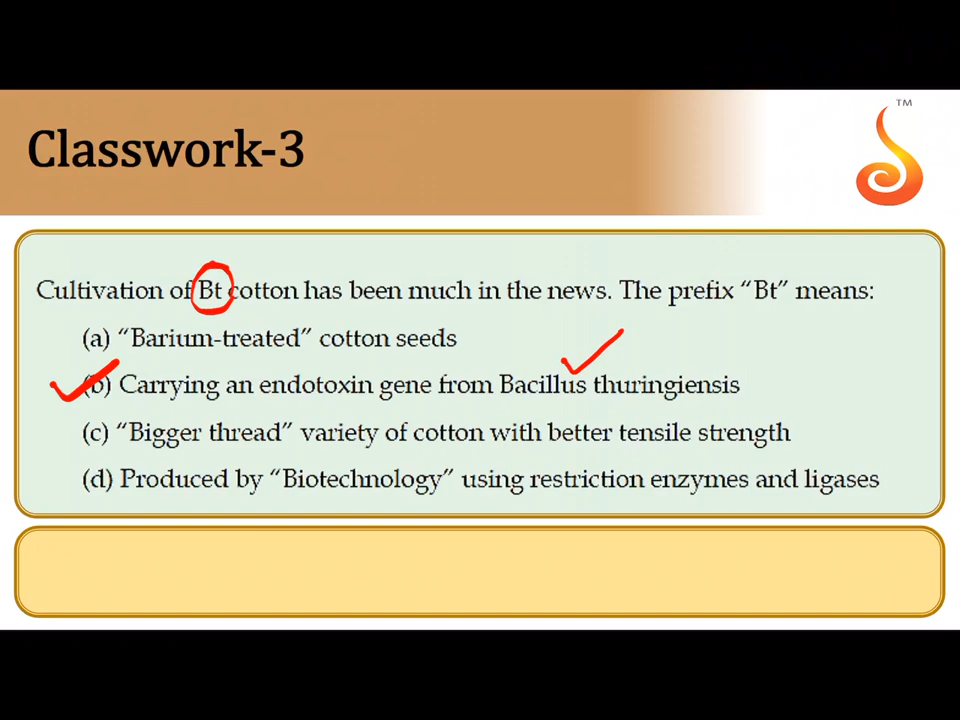 TM
Classwork-3
Cultivation of Bt cotton has been much in the news. The prefix “Bt” means:
(a) “Barium-treated” cotton seeds
(b) Carrying an endotoxin gene from Bacillus thuringiensis
(c) “Bigger thread” variety of cotton with better tensile strength
(d) Produced by “Biotechnology” using restriction enzymes and ligases